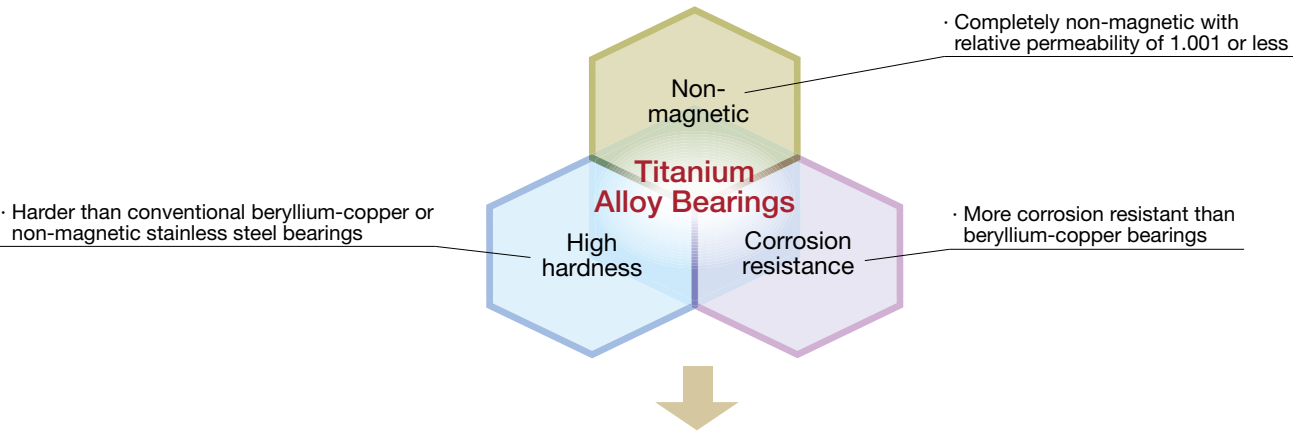 · Completely non-magnetic with
relative permeability of 1.001 or less
Non-
magnetic
Titanium
Alloy Bearings
· Harder than conventional beryllium-copper or
non-magnetic stainless steel bearings
High
hardness
Corrosion
resistance
· More corrosion resistant than
beryllium-copper bearings